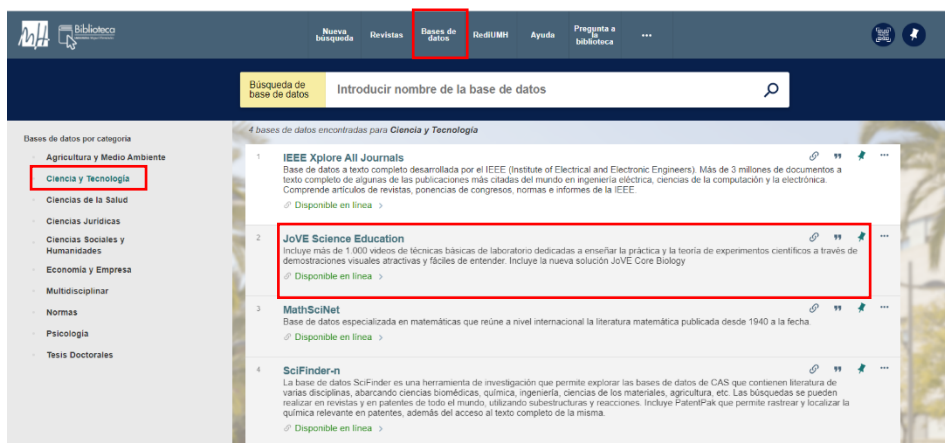 mH Biblioteca
Nueva búsqueda
Revistas
Bases de datos
RediUMH
Ayuda
Pregunta a la biblioteca
...
Búsqueda de base de datos
Introducir nombre de la base de datos
Bases de datos por categoría
Agricultura y Medio Ambiente
Ciencia y Tecnología
Ciencias de la Salud
Ciencias Jurídicas
Ciencias Sociales y
Humanidades
Economía y Empresa
Multidisciplinar
Normas
Psicología
Tesis Doctorales
4 bases de datos encontradas para Ciencia y Tecnología
1 IEEE Xplore All Journals
Base de datos a texto completo desarrollada por el IEEE (Institute of Electrical and Electronic Engineers). Más de 3 millones de documentos a
texto completo de algunas de las publicaciones más citadas del mundo en ingeniería eléctrica, ciencias de la computación y la electrónica.
Comprende artículos de revistas, ponencias de congresos, normas e informes de la IEEE.
Disponible en línea >
2 JoVE Science Education
Incluye más de 1.000 videos de técnicas básicas de laboratorio dedicadas a enseñar la práctica y la teoría de experimentos científicos a través de
demostraciones visuales atractivas y fáciles de entender. Incluye la nueva solución JoVE Core Biology
Disponible en línea >
3 MathSciNet
Base de datos especializada en matemáticas que reúne a nivel internacional la literatura matemática publicada desde 1940 a la fecha.
Disponible en línea >
4 SciFinder-n
La base de datos SciFinder es una herramienta de investigación que permite explorar las bases de datos de CAS que contienen literatura de
varias disciplinas, abarcando ciencias biomédicas, química, ingeniería, ciencias de los materiales, agricultura, etc. Las búsquedas se pueden
realizar en revistas y en patentes de todo el mundo, utilizando subestructuras y reacciones. Incluye PatentPak que permite rastrear y localizar la
química relevante en patentes, además del acceso al texto completo de la misma.
Disponible en línea >